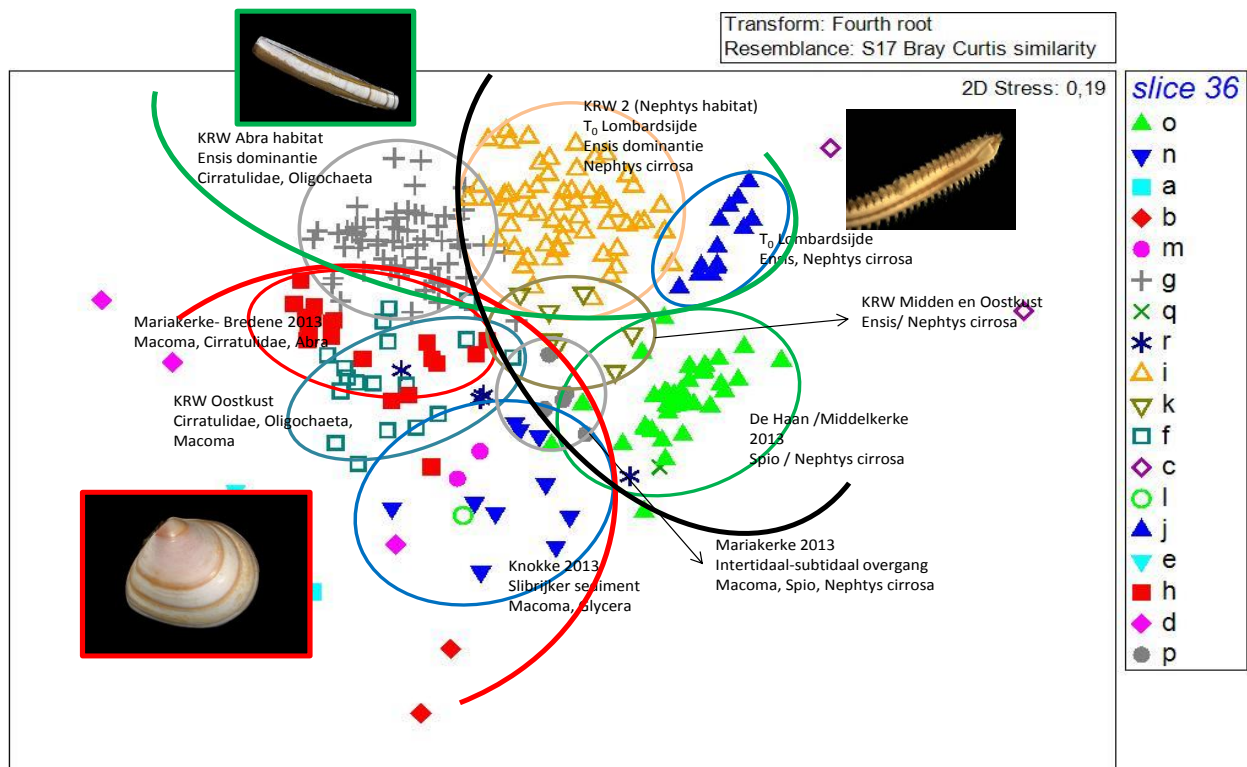 Transform: Fourth root
Resemblance: S17 Bray Curtis similarity
2D Stress: 0,19
KRW Abra habitat
Ensis dominantie
Cirratulidae, Oligochaeta
KRW 2 (Nephtys habitat)
T₀ Lombardsijde
Ensis dominantie
Nephtys cirrosa
T₀ Lombardsijde
Ensis, Nephtys cirrosa
KRW Midden en Oostkust
Ensis/ Nephtys cirrosa
Mariakerke- Bredene 2013
Macoma, Cirratulidae, Abra
KRW Oostkust
Cirratulidae, Oligochaeta,
Macoma
De Haan /Middelkerke
2013
Spio / Nephtys cirrosa
Mariakerke 2013
Intertidaal-subtidaal overgang
Macoma, Spio, Nephtys cirrosa
Knokke 2013
Slibrijker sediment
Macoma, Glycera
slice 36
o
n
a
b
m
g
q
r
i
k
f
c
l
j
e
h
d
p